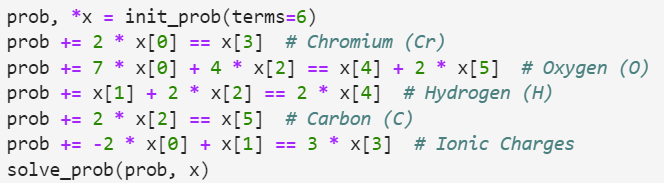 prob, *x = init_prob(terms=6)
prob += 2 * x[0] == x[3]  # Chromium (Cr)
prob += 7 * x[0] + 4 * x[2] == x[4] + 2 * x[5]  # Oxygen (O)
prob += x[1] + 2 * x[2] == 2 * x[4]  # Hydrogen (H)
prob += 2 * x[2] == x[5]  # Carbon (C)
prob += -2 * x[0] + x[1] == 3 * x[3]  # Ionic Charges
solve_prob(prob, x)